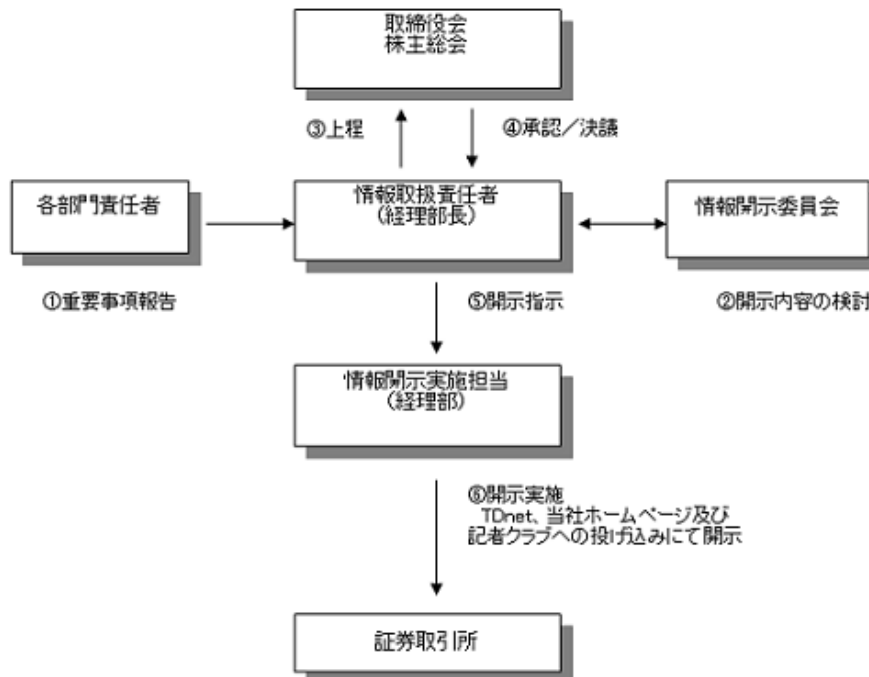 取締役会
株主総会
③上程
④承認／決議
各部門責任者
情報取扱責任者
（経理部長）
情報開示委員会
①重要事項報告
⑤開示指示
②開示内容の検討
情報開示実施担当
（経理部）
⑥開示実施
TDnet、当社ホームページ及び
記者クラブへの投げ込みにて開示
証券取引所